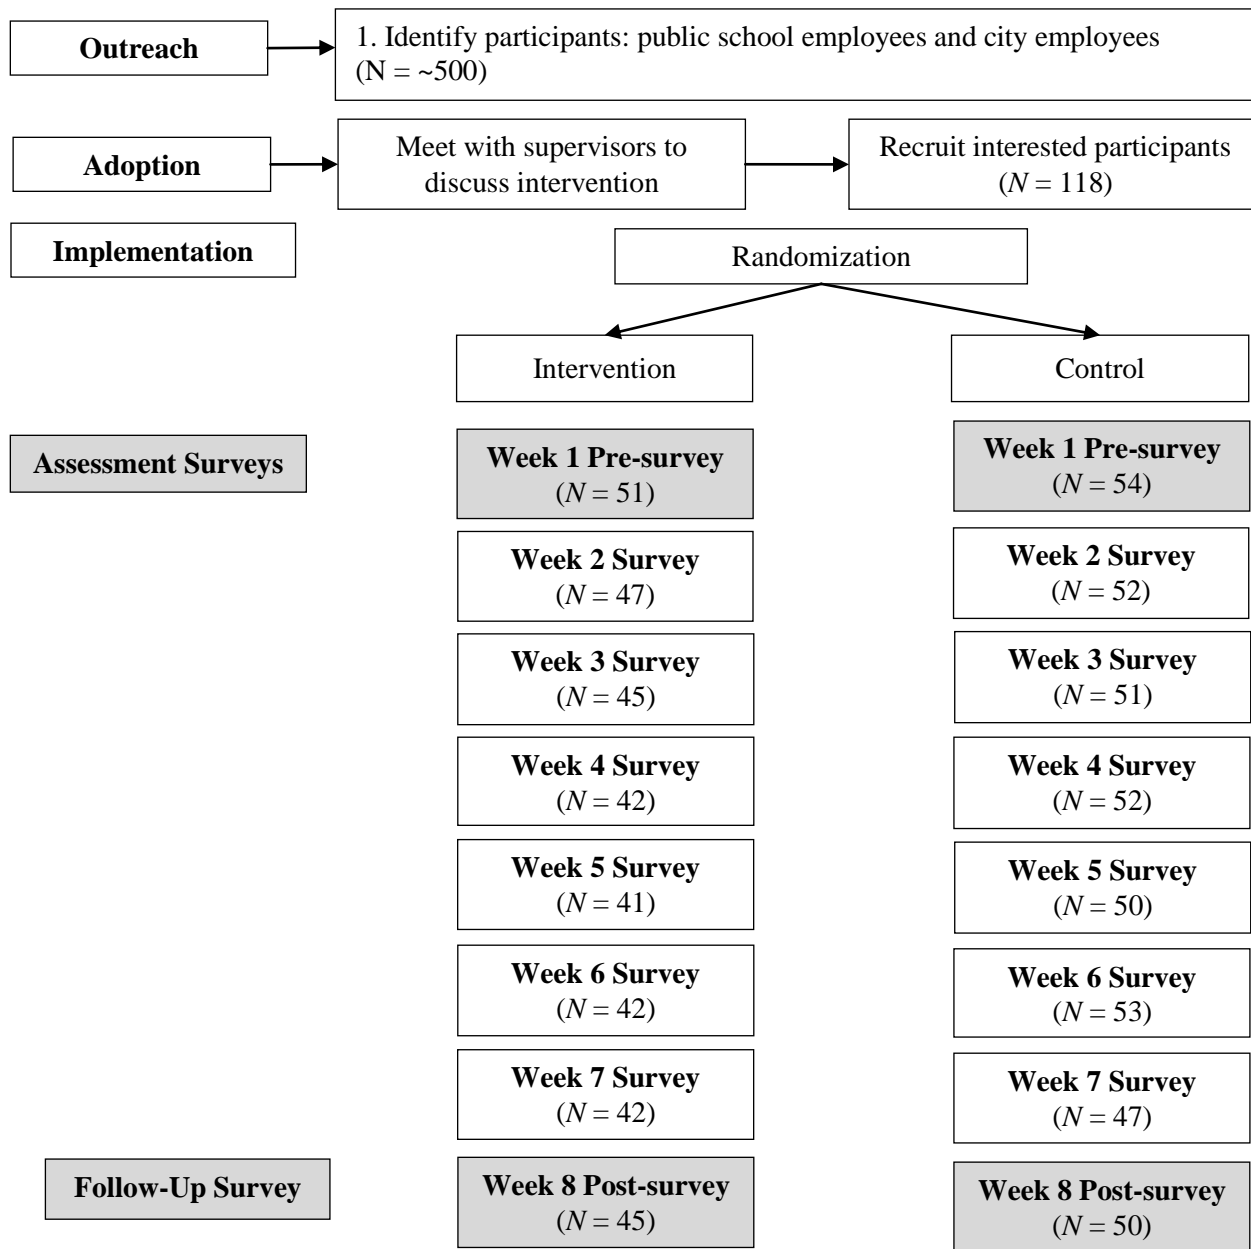 Outreach
1. Identify participants: public school employees and city employees
(N = ~500)
Adoption
Meet with supervisors to
discuss intervention
Recruit interested participants
(N = 118)
Implementation
Randomization
Intervention
Control
Assessment Surveys
Week 1 Pre-survey
(N = 51)
Week 1 Pre-survey
(N = 54)
Week 2 Survey
(N = 47)
Week 2 Survey
(N = 52)
Week 3 Survey
(N = 45)
Week 3 Survey
(N = 51)
Week 4 Survey
(N = 42)
Week 4 Survey
(N = 52)
Week 5 Survey
(N = 41)
Week 5 Survey
(N = 50)
Week 6 Survey
(N = 42)
Week 6 Survey
(N = 53)
Week 7 Survey
(N = 42)
Week 7 Survey
(N = 47)
Follow-Up Survey
Week 8 Post-survey
(N = 45)
Week 8 Post-survey
(N = 50)